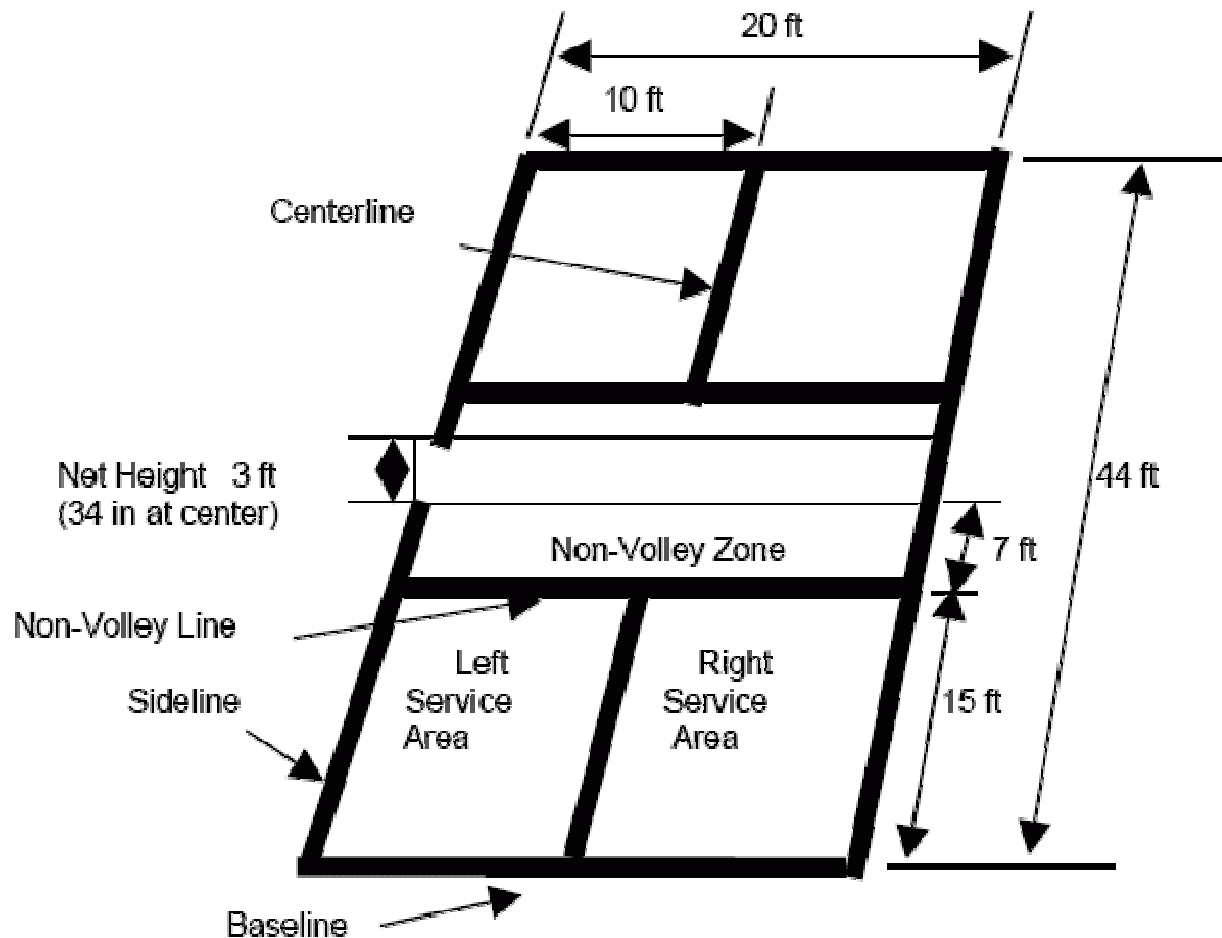 20 ft
10 ft
Centerline
Net Height 3 ft
(34 in at center)
44 ft
Non-Volley Zone
7 ft
Non-Volley Line
Left
Service
Area
Right
Service
Area
Sideline
15 ft
Baseline